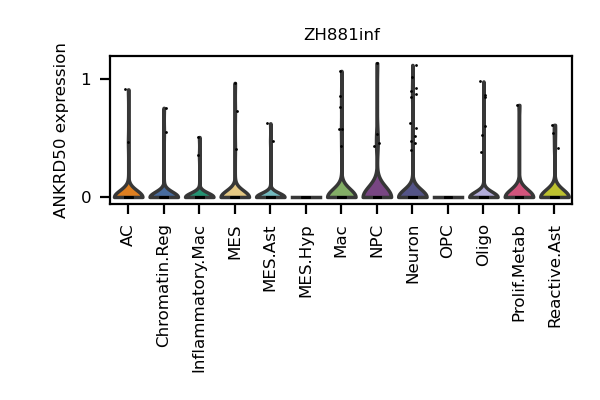 ZH881inf
ANKRD50 expression
1
0
AC
Chromatin.Reg
Inflammatory.Mac
MES
MES.Ast
MES.Hyp
Mac
NPC
Neuron
OPC
Oligo
Prolif.Metab
Reactive.Ast